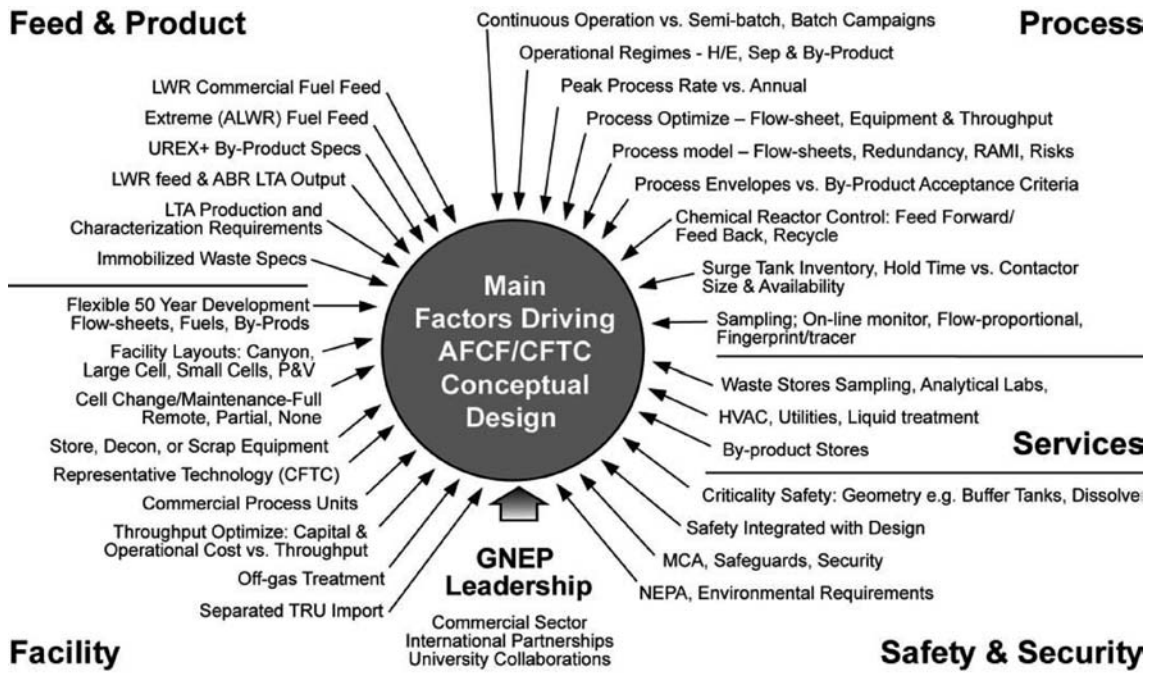 Feed & Product
LWR Commercial Fuel Feed
Extreme (ALWR) Fuel Feed
UREX+ By-Product Specs
LWR feed & ABR LTA Output
LTA Production and
Characterization Requirements
Immobilized Waste Specs
Process
Continuous Operation vs. Semi-batch, Batch Campaigns
Operational Regimes - H/E, Sep & By-Product
Peak Process Rate vs. Annual
Process Optimize – Flow-sheet, Equipment & Throughput
Process model – Flow-sheets, Redundancy, RAMI, Risks
Process Envelopes vs. By-Product Acceptance Criteria
Chemical Reactor Control: Feed Forward/
Feed Back, Recycle
Surge Tank Inventory, Hold Time vs. Contactor
Size & Availability
Sampling; On-line monitor, Flow-proportional,
Fingerprint/tracer
Main
Factors Driving
AFCF/CFTC
Conceptual
Design
Flexible 50 Year Development
Flow-sheets, Fuels, By-Prods
Facility Layouts: Canyon,
Large Cell, Small Cells, P&V
Cell Change/Maintenance-Full
Remote, Partial, None
Store, Decon, or Scrap Equipment
Representative Technology (CFTC)
Commercial Process Units
Throughput Optimize: Capital &
Operational Cost vs. Throughput
Off-gas Treatment
Separated TRU Import
Facility
Waste Stores Sampling, Analytical Labs,
HVAC, Utilities, Liquid treatment
By-product Stores
Services
Criticality Safety: Geometry e.g. Buffer Tanks, Dissolve
Safety Integrated with Design
MCA, Safeguards, Security
NEPA, Environmental Requirements
Safety & Security
GNEP
Leadership
Commercial Sector
International Partnerships
University Collaborations